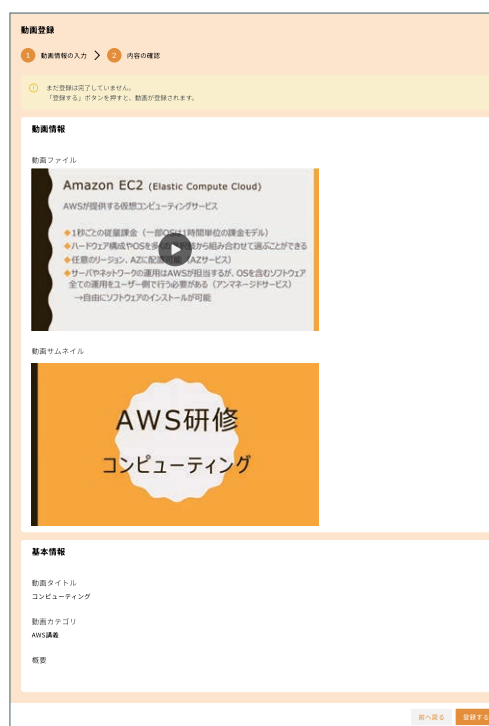 動画登録
1 動画情報の入力 2 内容の確認
まだ登録は完了していません。
「登録する」ボタンを押すと、動画が登録されます。
動画情報
動画ファイル
Amazon EC2 (Elastic Compute Cloud)
AWSが提供する仮想コンピューティングサービス
◆1秒ごとの従量課金（一部OSは1時間単位の課金モデル）
◆ハードウェア構成やOSを多くの選択肢から組み合わせて選ぶことができる
◆任意のリージョン、AZに配置可能（AZサービス）
◆サーバやネットワークの運用はAWSが担当するが、OSを含むソフトウェア
全ての運用をユーザー側で行う必要がある（アンマネージドサービス）
→自由にソフトウェアのインストールが可能
動画サムネイル
AWS研修
コンピューティング
基本情報
動画タイトル
コンピューティング
動画カテゴリ
AWS講義
概要
前へ戻る 登録する